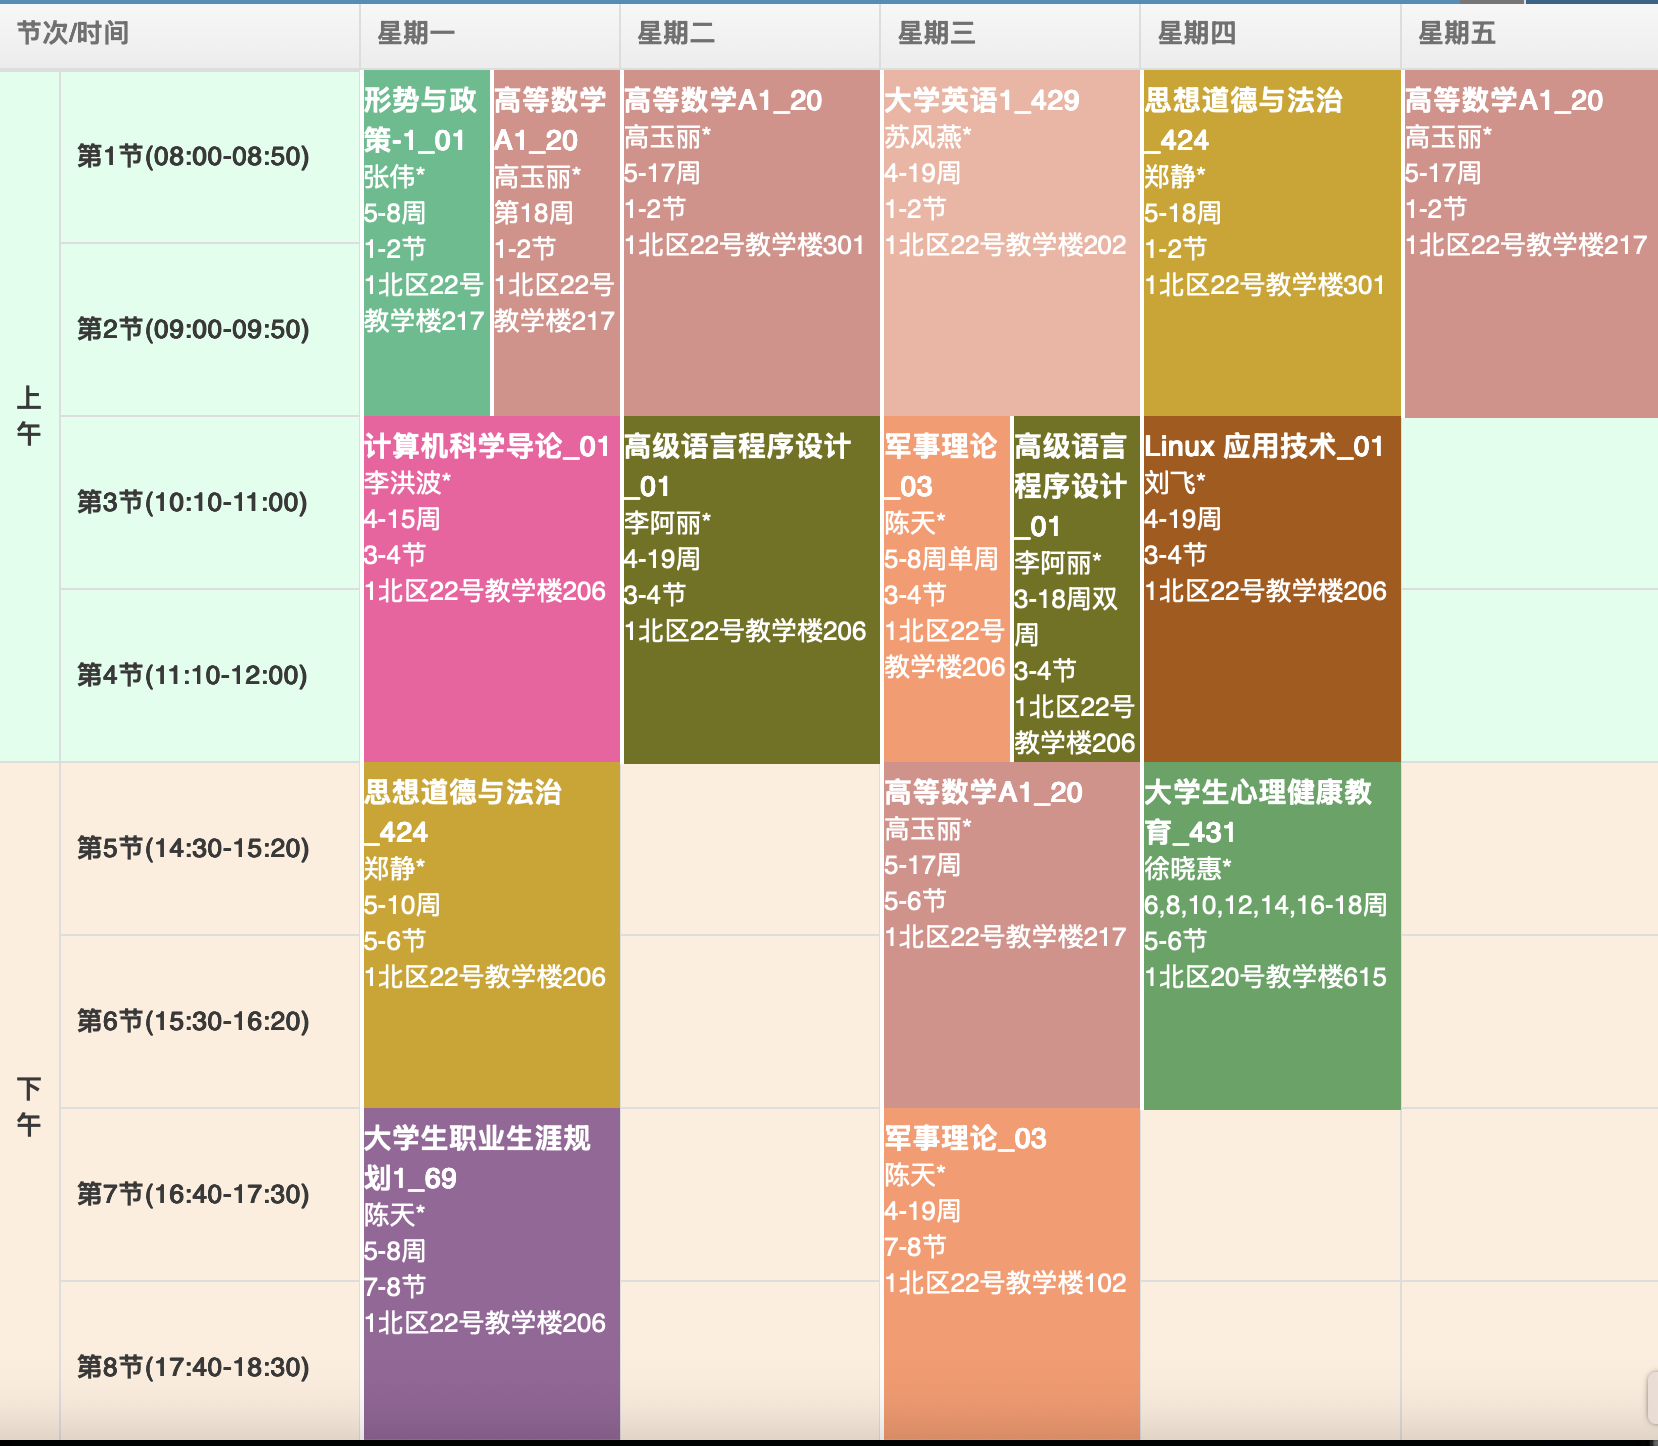 节次/时间
星期一
星期二
星期三
星期四
星期五
上
午
第1节(08:00-08:50)
第2节(09:00-09:50)
第3节(10:10-11:00)
第4节(11:10-12:00)
形势与政
策-1_01
张伟*
5-8周
1-2节
1北区22号
教学楼217
高等数学
A1_20
高玉丽*
第18周
1-2节
1北区22号
教学楼217
高等数学A1_20
高玉丽*
5-17周
1-2节
1北区22号教学楼301
大学英语1_429
苏风燕*
4-19周
1-2节
1北区22号教学楼202
思想道德与法治
_424
郑静*
5-18周
1-2节
1北区22号教学楼301
高等数学A1_20
高玉丽*
5-17周
1-2节
1北区22号教学楼217
计算机科学导论_01
李洪波*
4-15周
3-4节
1北区22号教学楼206
高级语言程序设计
_01
李阿丽*
4-19周
3-4节
1北区22号教学楼206
军事理论
_03
陈天*
5-8周单周
3-4节
1北区22号
教学楼206
高级语言
程序设计
_01
李阿丽*
3-18周双
周
3-4节
1北区22号
教学楼206
Linux 应用技术_01
刘飞*
4-19周
3-4节
1北区22号教学楼206
下
午
第5节(14:30-15:20)
第6节(15:30-16:20)
第7节(16:40-17:30)
第8节(17:40-18:30)
思想道德与法治
_424
郑静*
5-10周
5-6节
1北区22号教学楼206
高等数学A1_20
高玉丽*
5-17周
5-6节
1北区22号教学楼217
大学生心理健康教
育_431
徐晓惠*
6,8,10,12,14,16-18周
5-6节
1北区20号教学楼615
大学生职业生涯规
划1_69
陈天*
5-8周
7-8节
1北区22号教学楼206
军事理论_03
陈天*
4-19周
7-8节
1北区22号教学楼102